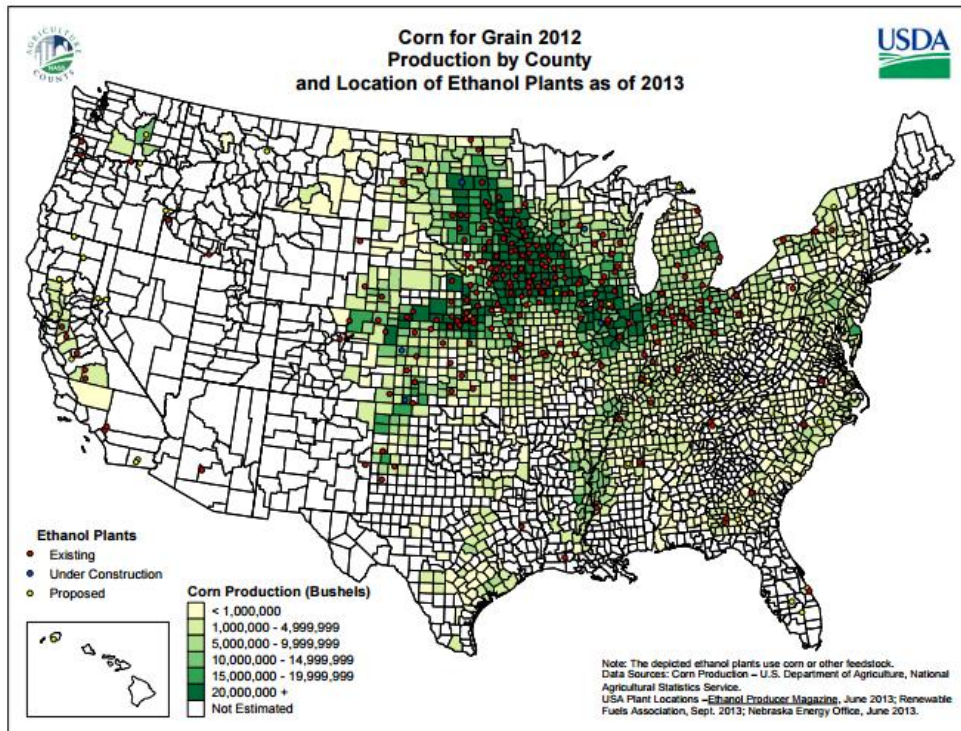 Corn for Grain 2012
Production by County
and Location of Ethanol Plants as of 2013
AGRICULTURE
NASS
COUNTS
USDA
Ethanol Plants
Existing
Under Construction
Proposed
Corn Production (Bushels)
< 1,000,000
1,000,000 - 4,999,999
5,000,000 - 9,999,999
10,000,000 - 14,999,999
15,000,000 - 19,999,999
20,000,000 +
Not Estimated
Note: The depicted ethanol plants use corn or other feedstock.
Data Sources: Corn Production – U.S. Department of Agriculture, National
Agricultural Statistics Service.
USA Plant Locations –Ethanol Producer Magazine, June 2013; Renewable
Fuels Association, Sept. 2013; Nebraska Energy Office, June 2013.